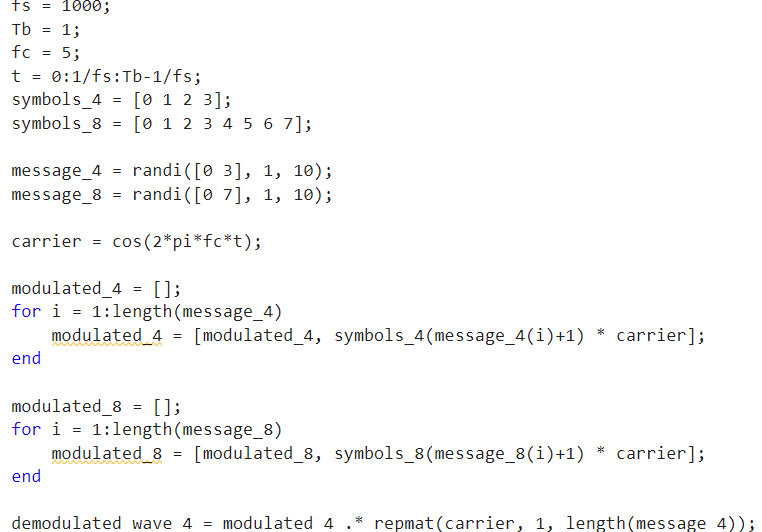 fs = 1000;
Tb = 1;
fc = 5;
t = 0:1/fs:Tb-1/fs;
symbols_4 = [0 1 2 3];
symbols_8 = [0 1 2 3 4 5 6 7];
message_4 = randi([0 3], 1, 10);
message_8 = randi([0 7], 1, 10);
carrier = cos(2*pi*fc*t);
modulated_4 = [];
for i = 1:length(message_4)
    modulated_4 = [modulated_4, symbols_4(message_4(i)+1) * carrier];
end
modulated_8 = [];
for i = 1:length(message_8)
    modulated_8 = [modulated_8, symbols_8(message_8(i)+1) * carrier];
end
demodulated_wave_4 = modulated_4 .* repmat(carrier, 1, length(message_4));